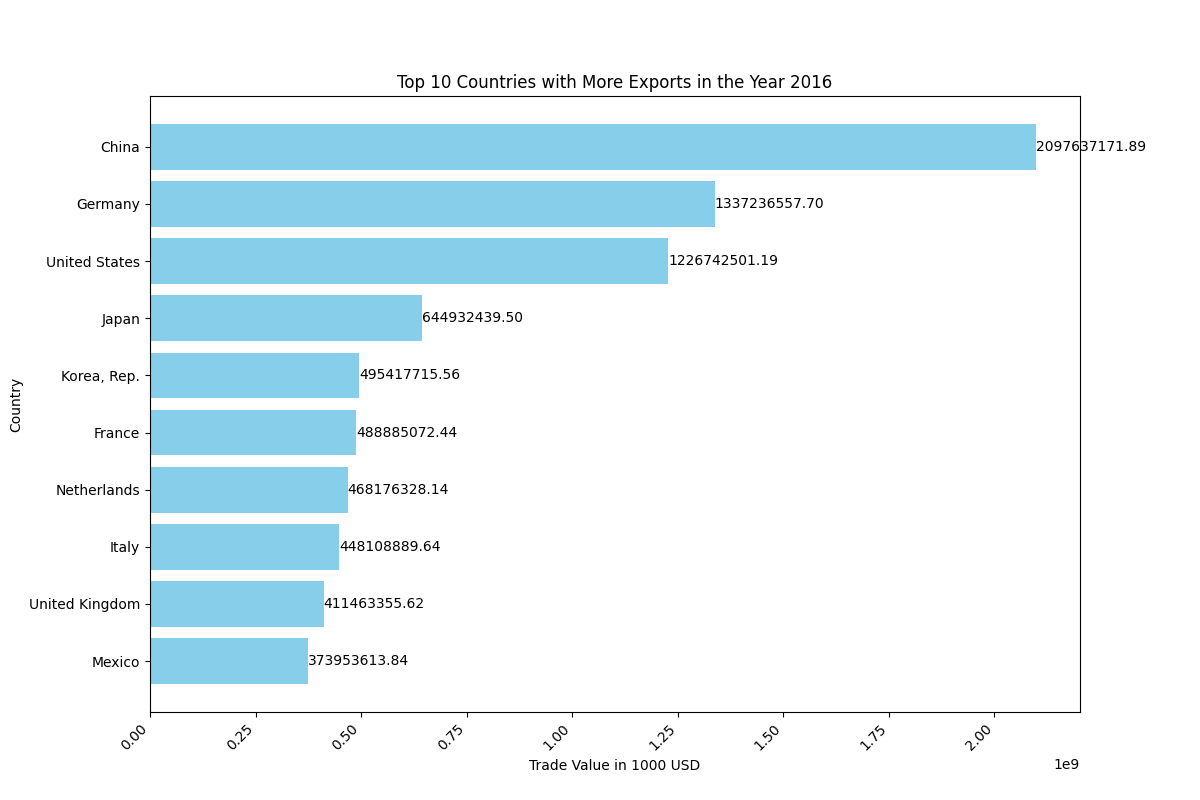 Top 10 Countries with More Exports in the Year 2016
China
2097637171.89
Germany
1337236557.70
United States
1226742501.19
Japan
644932439.50
Korea, Rep.
495417715.56
France
488885072.44
Netherlands
468176328.14
Italy
448108889.64
United Kingdom
411463355.62
Mexico
373953613.84
Country
0.00
0.25
0.50
0.75
1.00
1.25
1.50
1.75
2.00
Trade Value in 1000 USD
1e9